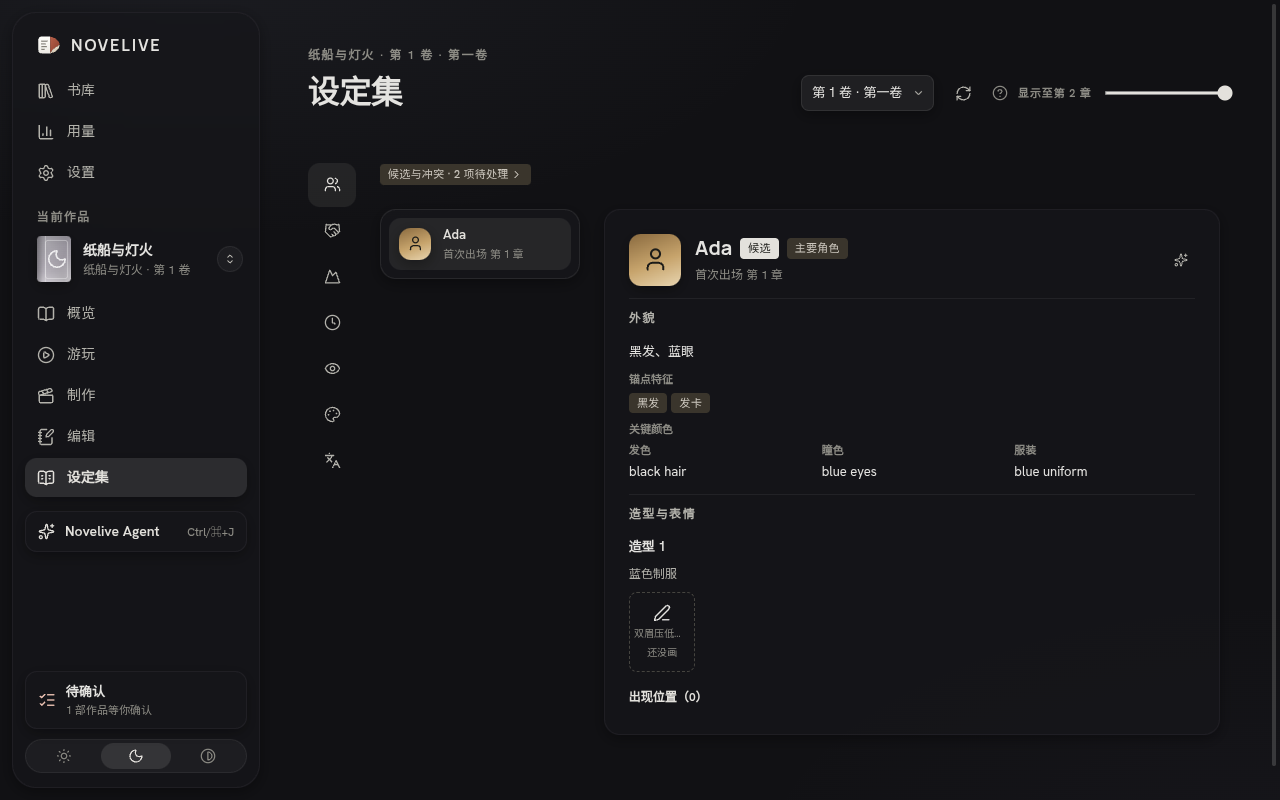 NOVELIVE
书库
用量
设置
当前作品
纸船与灯火
纸船与灯火 · 第 1 卷
概览
游玩
制作
编辑
设定集
Novelive Agent
Ctrl/⌘+J
待确认
1 部作品等你确认
纸船与灯火 · 第 1 卷 · 第一卷
设定集
第 1 卷 · 第一卷
显示至第 2 章
候选与冲突 · 2 项待处理
Ada
首次出场 第 1 章
Ada 候选 主要角色
首次出场 第 1 章
外貌
黑发、蓝眼
锚点特征
黑发 发卡
关键颜色
发色 瞳色 服装
black hair blue eyes blue uniform
造型与表情
造型 1
蓝色制服
双眉压低…
还没画
出现位置（0）